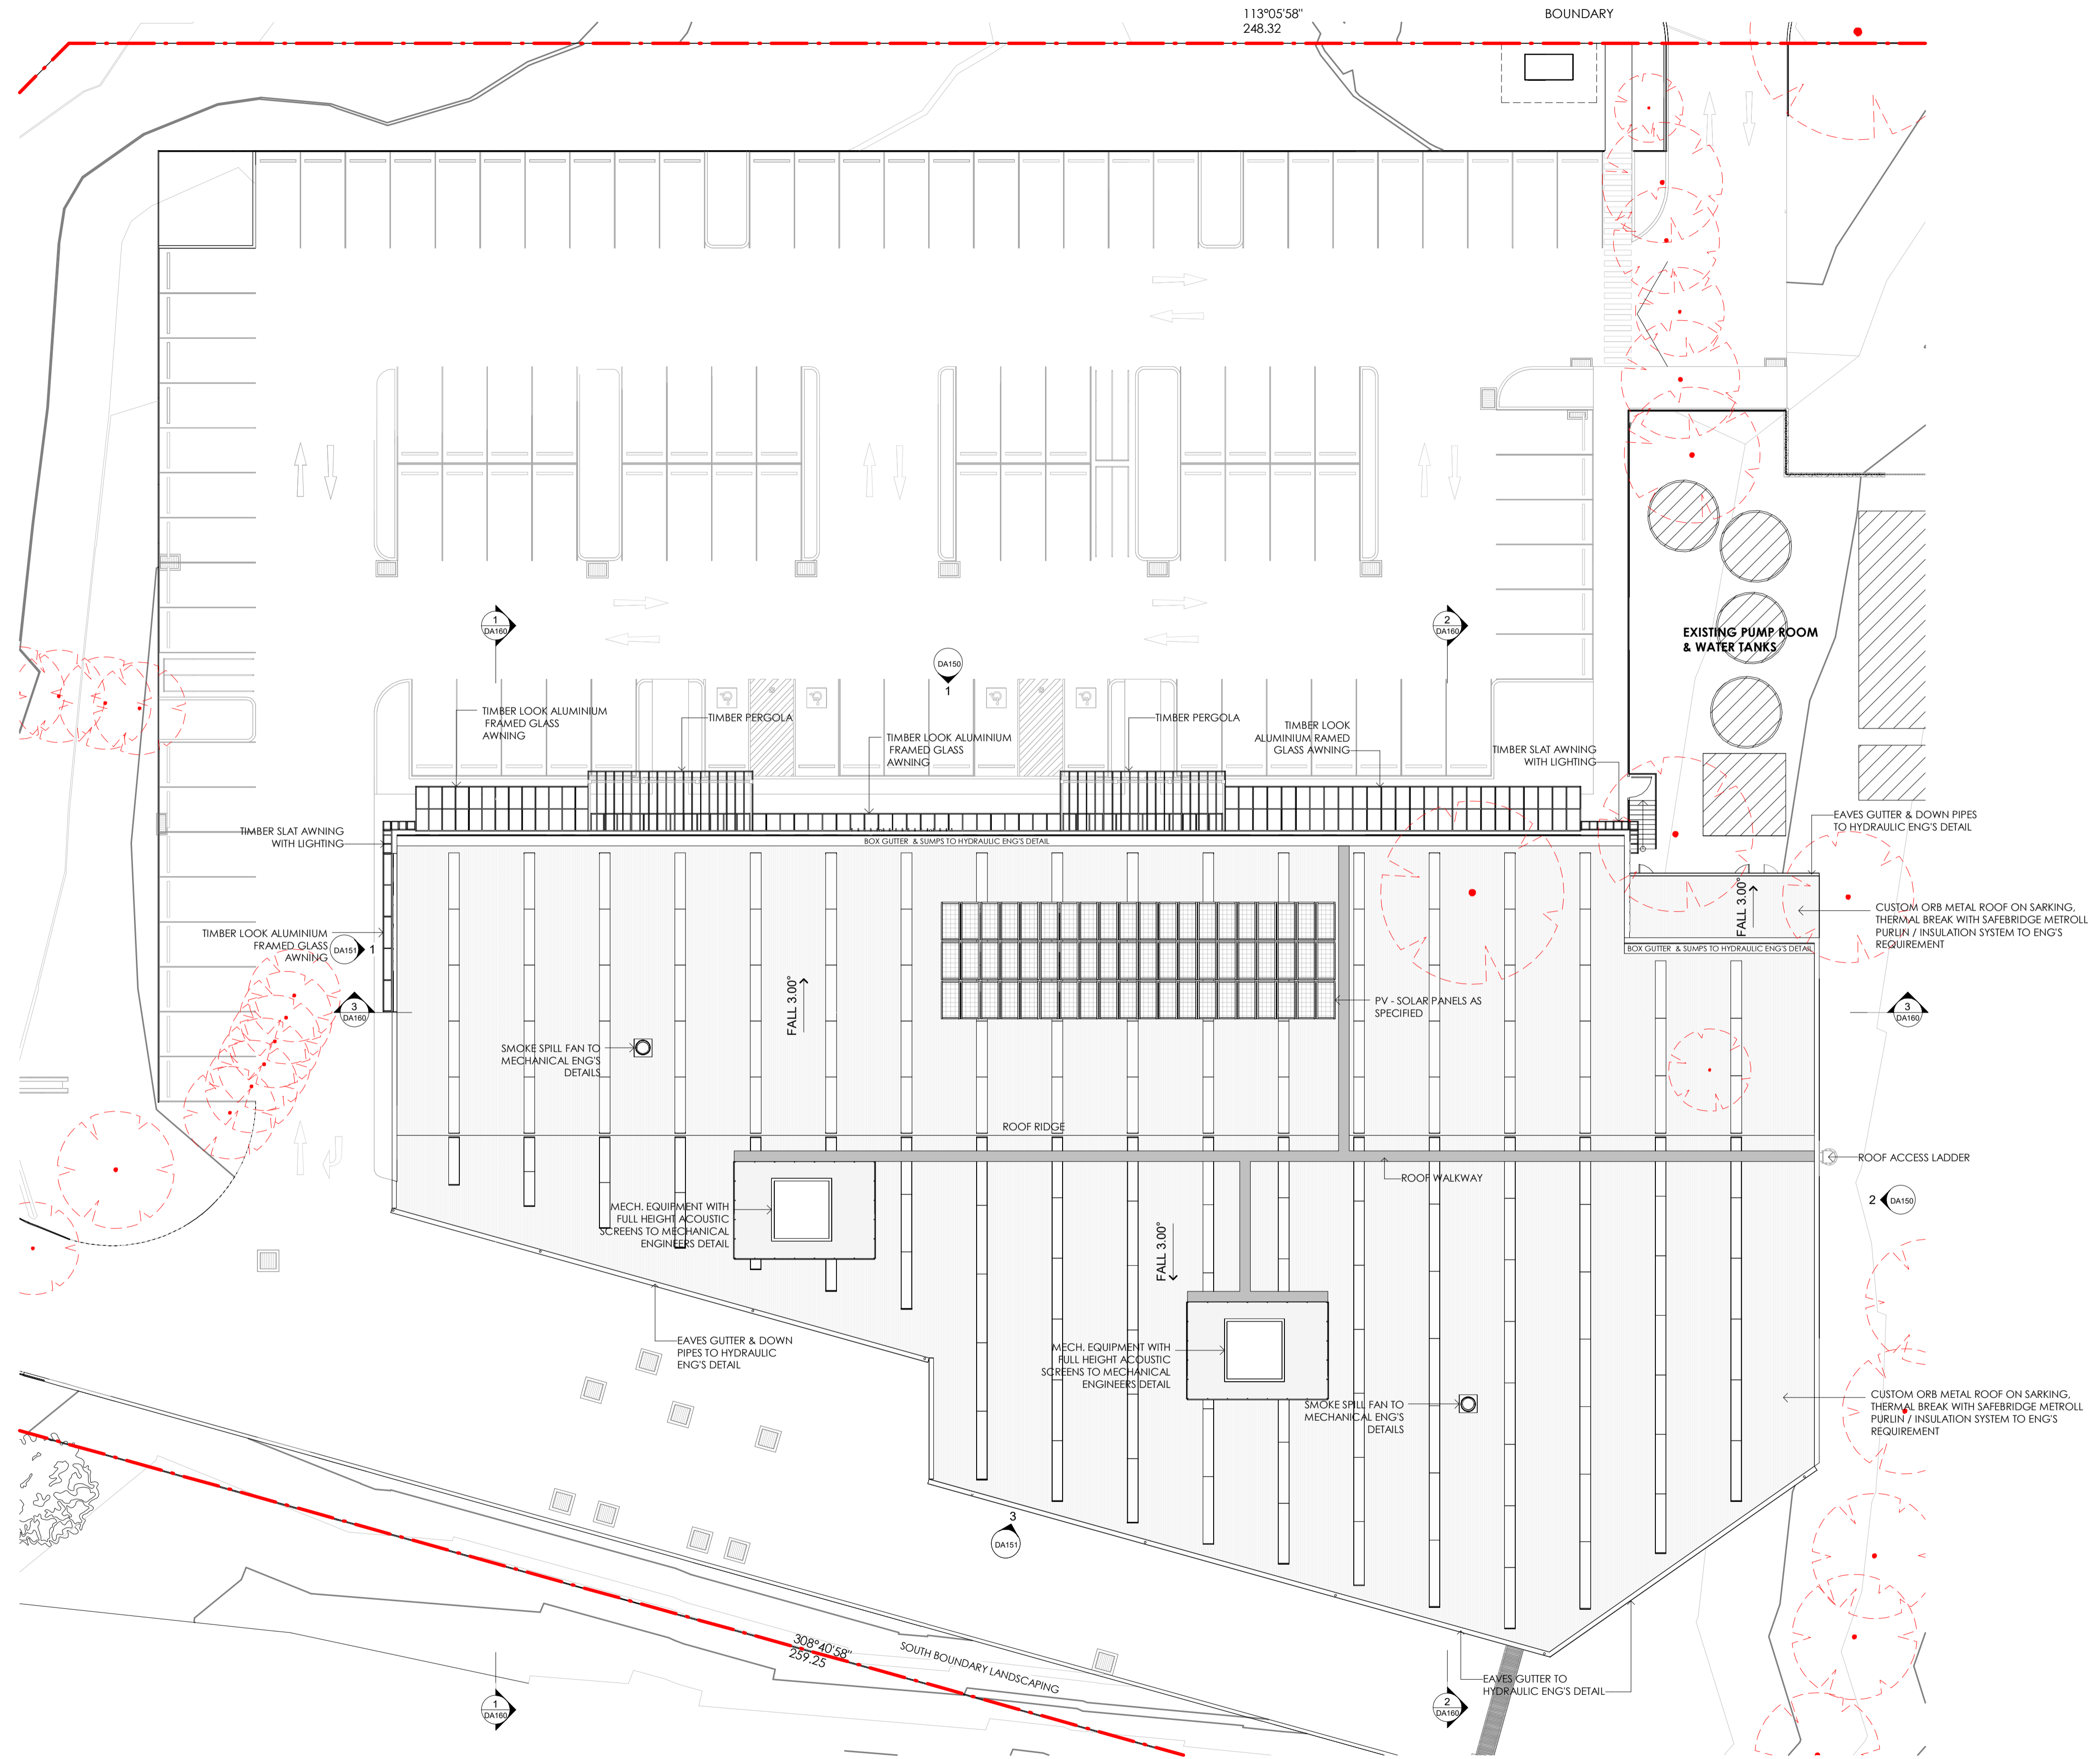 113°05'58"
248.32
BOUNDARY
1
DA160
2
DA160
DA150
1
EXISTING PUMP ROOM
& WATER TANKS
TIMBER LOOK ALUMINIUM
FRAMED GLASS
AWNING
TIMBER PERGOLA
TIMBER LOOK ALUMINIUM
FRAMED GLASS
AWNING
TIMBER PERGOLA
TIMBER LOOK
ALUMINIUM RAMED
GLASS AWNING
TIMBER SLAT AWNING
WITH LIGHTING
TIMBER SLAT AWNING
WITH LIGHTING
BOX GUTTER & SUMPS TO HYDRAULIC ENG'S DETAIL
EAVES GUTTER & DOWN PIPES
TO HYDRAULIC ENG'S DETAIL
FALL 3.00°
CUSTOM ORB METAL ROOF ON SARKING,
THERMAL BREAK WITH SAFEBRIDGE METROLL
PURLIN / INSULATION SYSTEM TO ENG'S
REQUIREMENT
TIMBER LOOK ALUMINIUM
FRAMED GLASS
AWNING
DA151
1
BOX GUTTER & SUMPS TO HYDRAULIC ENG'S DETAIL
3
DA160
FALL 3.00°
PV - SOLAR PANELS AS
SPECIFIED
3
DA160
SMOKE SPILL FAN TO
MECHANICAL ENG'S
DETAILS
ROOF RIDGE
ROOF ACCESS LADDER
ROOF WALKWAY
2
DA150
MECH. EQUIPMENT WITH
FULL HEIGHT ACOUSTIC
SCREENS TO MECHANICAL
ENGINEERS DETAIL
FALL 3.00°
EAVES GUTTER & DOWN
PIPES TO HYDRAULIC
ENG'S DETAIL
MECH. EQUIPMENT WITH
FULL HEIGHT ACOUSTIC
SCREENS TO MECHANICAL
ENGINEERS DETAIL
SMOKE SPILL FAN TO
MECHANICAL ENG'S
DETAILS
CUSTOM ORB METAL ROOF ON SARKING,
THERMAL BREAK WITH SAFEBRIDGE METROLL
PURLIN / INSULATION SYSTEM TO ENG'S
REQUIREMENT
3
DA151
308°40'58"
259.25
SOUTH BOUNDARY LANDSCAPING
EAVES GUTTER TO
HYDRAULIC ENG'S DETAIL
1
DA160
2
DA160